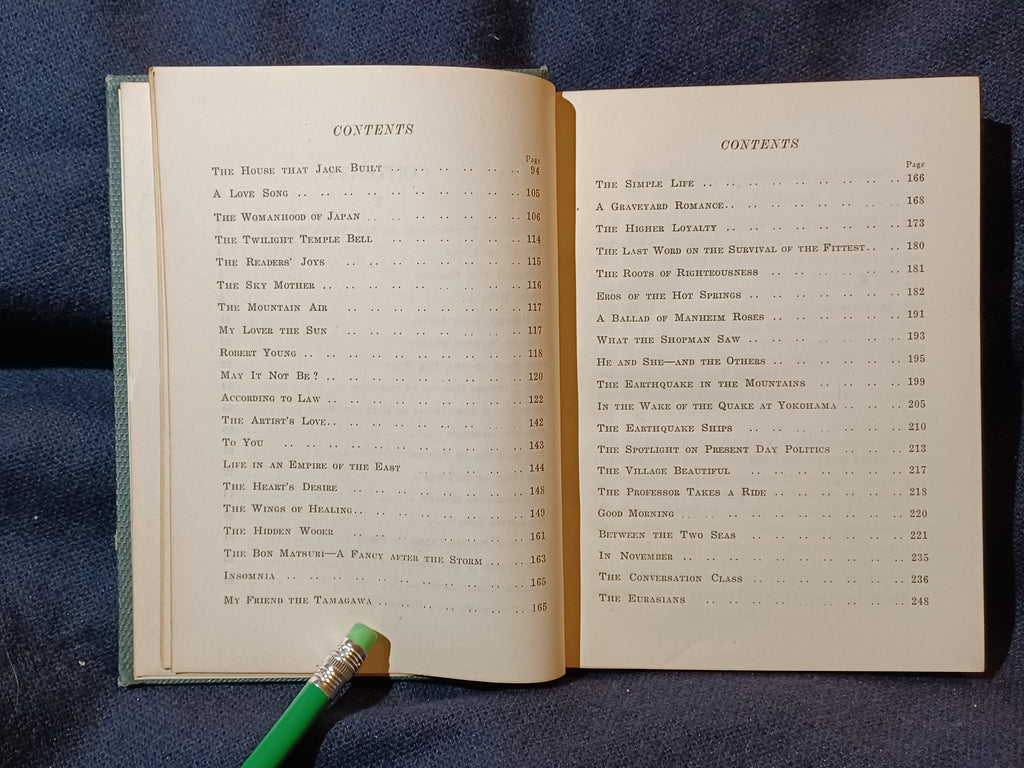 CONTENTS
Page
THE HOUSE THAT JACK BUILT .. .. .. .. .. .. .. 94
A LOVE SONG .. .. .. .. .. .. .. .. .. .. 105
THE WOMANHOOD OF JAPAN .. .. .. .. .. .. .. 106
THE TWILIGHT TEMPLE BELL .. .. .. .. .. .. 114
THE READERS' JOYS .. .. .. .. .. .. .. .. 115
THE SKY MOTHER .. .. .. .. .. .. .. .. .. 116
THE MOUNTAIN AIR .. .. .. .. .. .. .. .. 117
MY LOVER THE SUN .. .. .. .. .. .. .. .. 117
ROBERT YOUNG .. .. .. .. .. .. .. .. .. 118
MAY IT NOT BE? .. .. .. .. .. .. .. .. .. 120
ACCORDING TO LAW .. .. .. .. .. .. .. .. 122
THE ARTIST'S LOVE .. .. .. .. .. .. .. .. 142
TO YOU .. .. .. .. .. .. .. .. .. .. 143
LIFE IN AN EMPIRE OF THE EAST .. .. .. .. .. 144
THE HEART'S DESIRE .. .. .. .. .. .. .. 148
THE WINGS OF HEALING .. .. .. .. .. .. .. 149
THE HIDDEN WOOER .. .. .. .. .. .. .. 161
THE BON MATSURI—A FANCY AFTER THE STORM .. .. 163
INSOMNIA .. .. .. .. .. .. .. .. .. 165
MY FRIEND THE TAMAGAWA .. .. .. .. .. .. 165
CONTENTS
Page
THE SIMPLE LIFE .. .. .. .. .. .. .. .. 166
A GRAVEYARD ROMANCE .. .. .. .. .. .. .. 168
THE HIGHER LOYALTY .. .. .. .. .. .. .. 173
THE LAST WORD ON THE SURVIVAL OF THE FITTEST .. .. 180
THE ROOTS OF RIGHTEOUSNESS .. .. .. .. .. .. 181
EROS OF THE HOT SPRINGS .. .. .. .. .. .. 182
A BALLAD OF MANHEIM ROSES .. .. .. .. .. .. 191
WHAT THE SHOPMAN SAW .. .. .. .. .. .. .. 193
HE AND SHE—AND THE OTHERS .. .. .. .. .. .. 195
THE EARTHQUAKE IN THE MOUNTAINS .. .. .. .. 199
IN THE WAKE OF THE QUAKE AT YOKOHAMA .. .. .. 205
THE EARTHQUAKE SHIPS .. .. .. .. .. .. .. 210
THE SPOTLIGHT ON PRESENT DAY POLITICS .. .. .. 213
THE VILLAGE BEAUTIFUL .. .. .. .. .. .. .. 217
THE PROFESSOR TAKES A RIDE .. .. .. .. .. .. 218
GOOD MORNING .. .. .. .. .. .. .. .. .. 220
BETWEEN THE TWO SEAS .. .. .. .. .. .. .. 221
IN NOVEMBER .. .. .. .. .. .. .. .. .. 235
THE CONVERSATION CLASS .. .. .. .. .. .. .. 236
THE EURASIANS .. .. .. .. .. .. .. .. 248